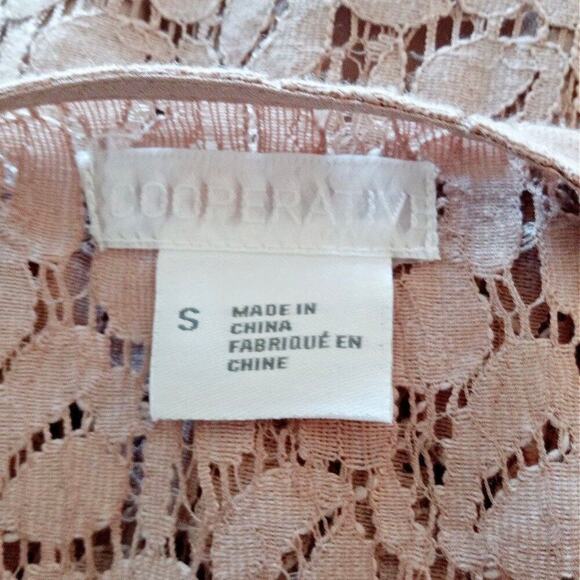 COOPERATIVE
S
MADE IN
CHINA
FABRIQUÉ EN
CHINE